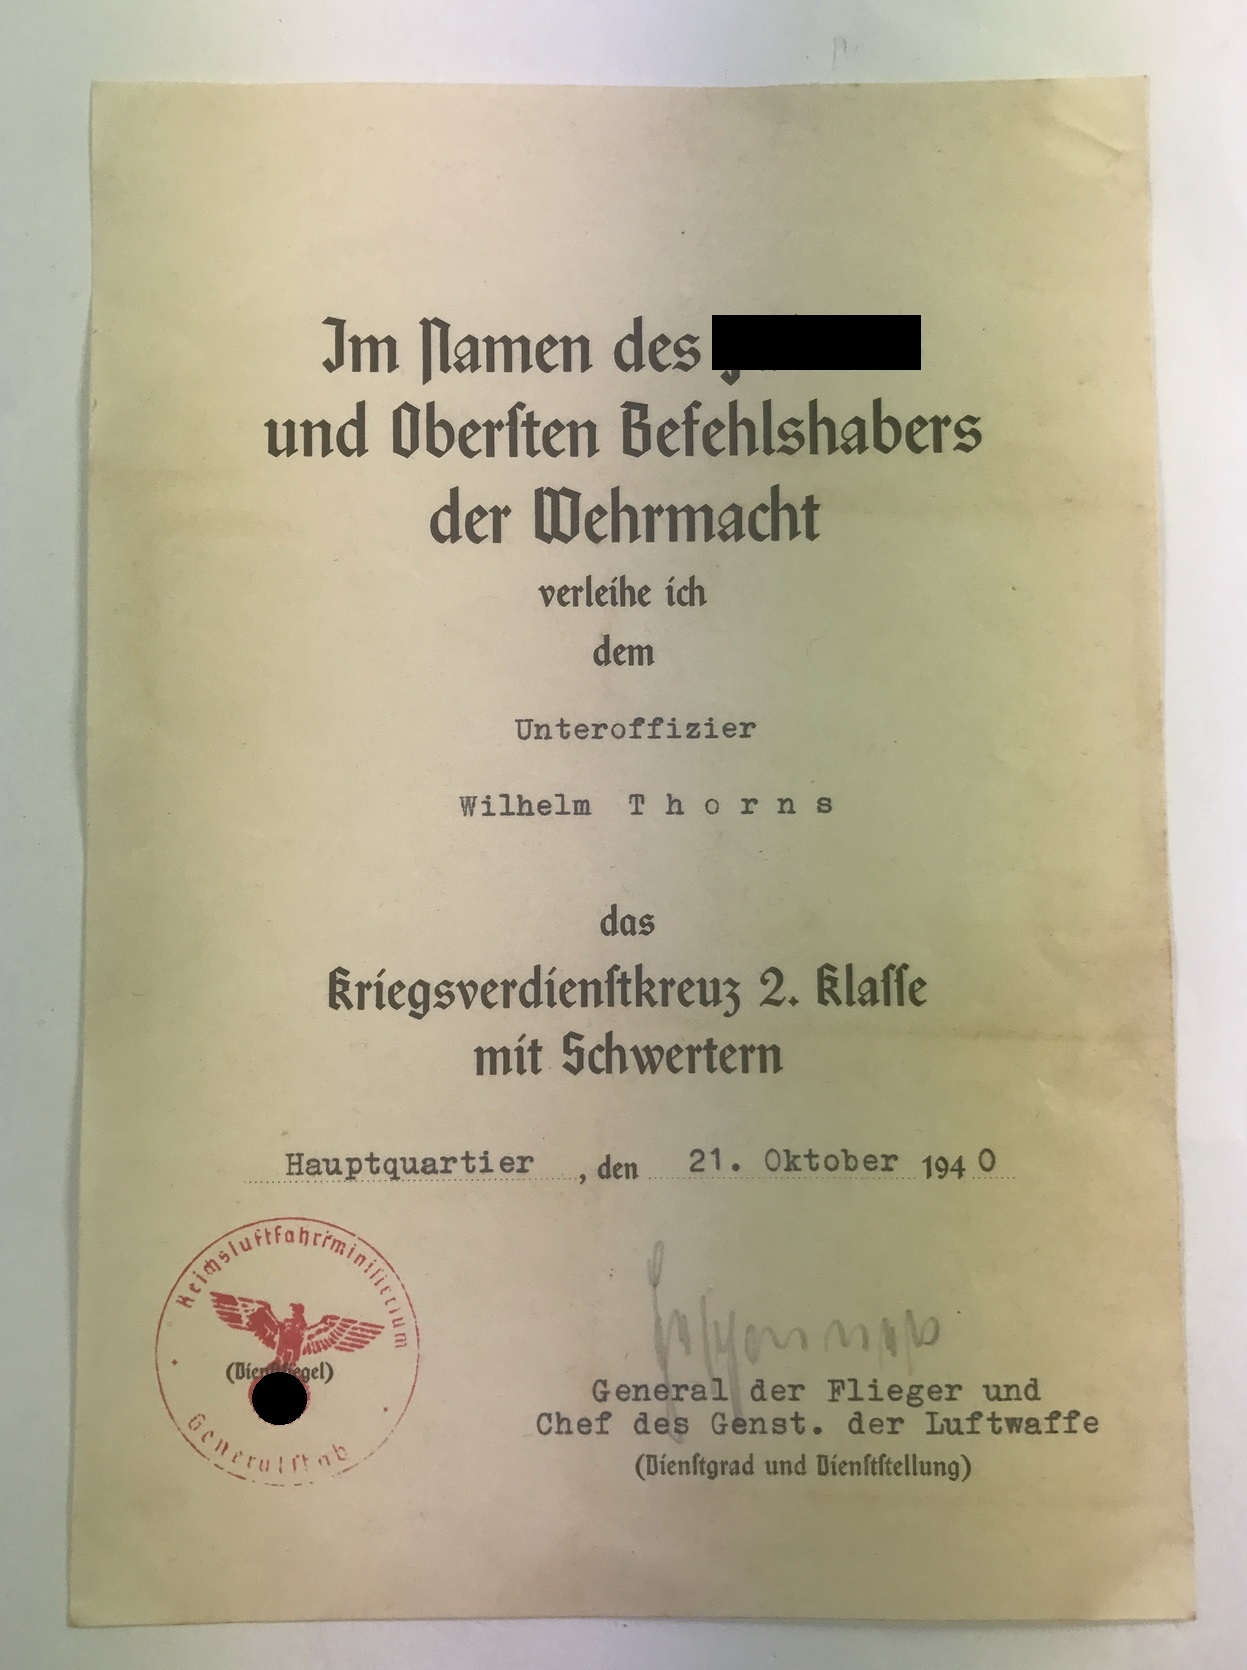 Im Namen des
und Oberſten Befehlshabers
der Wehrmacht
verleihe ich
dem
Unteroffizier
Wilhelm T h o r n s
das
Kriegsverdienſtkreuz 2. Klaſſe
mit Schwertern
Hauptquartier , den 21. Oktober 1940
Reichsluftfahrtminiſterium
(Dienſtſiegel)
Generalſtab
General der Flieger und
Chef des Genst. der Luftwaffe
(Dienſtgrad und Dienſtſtellung)